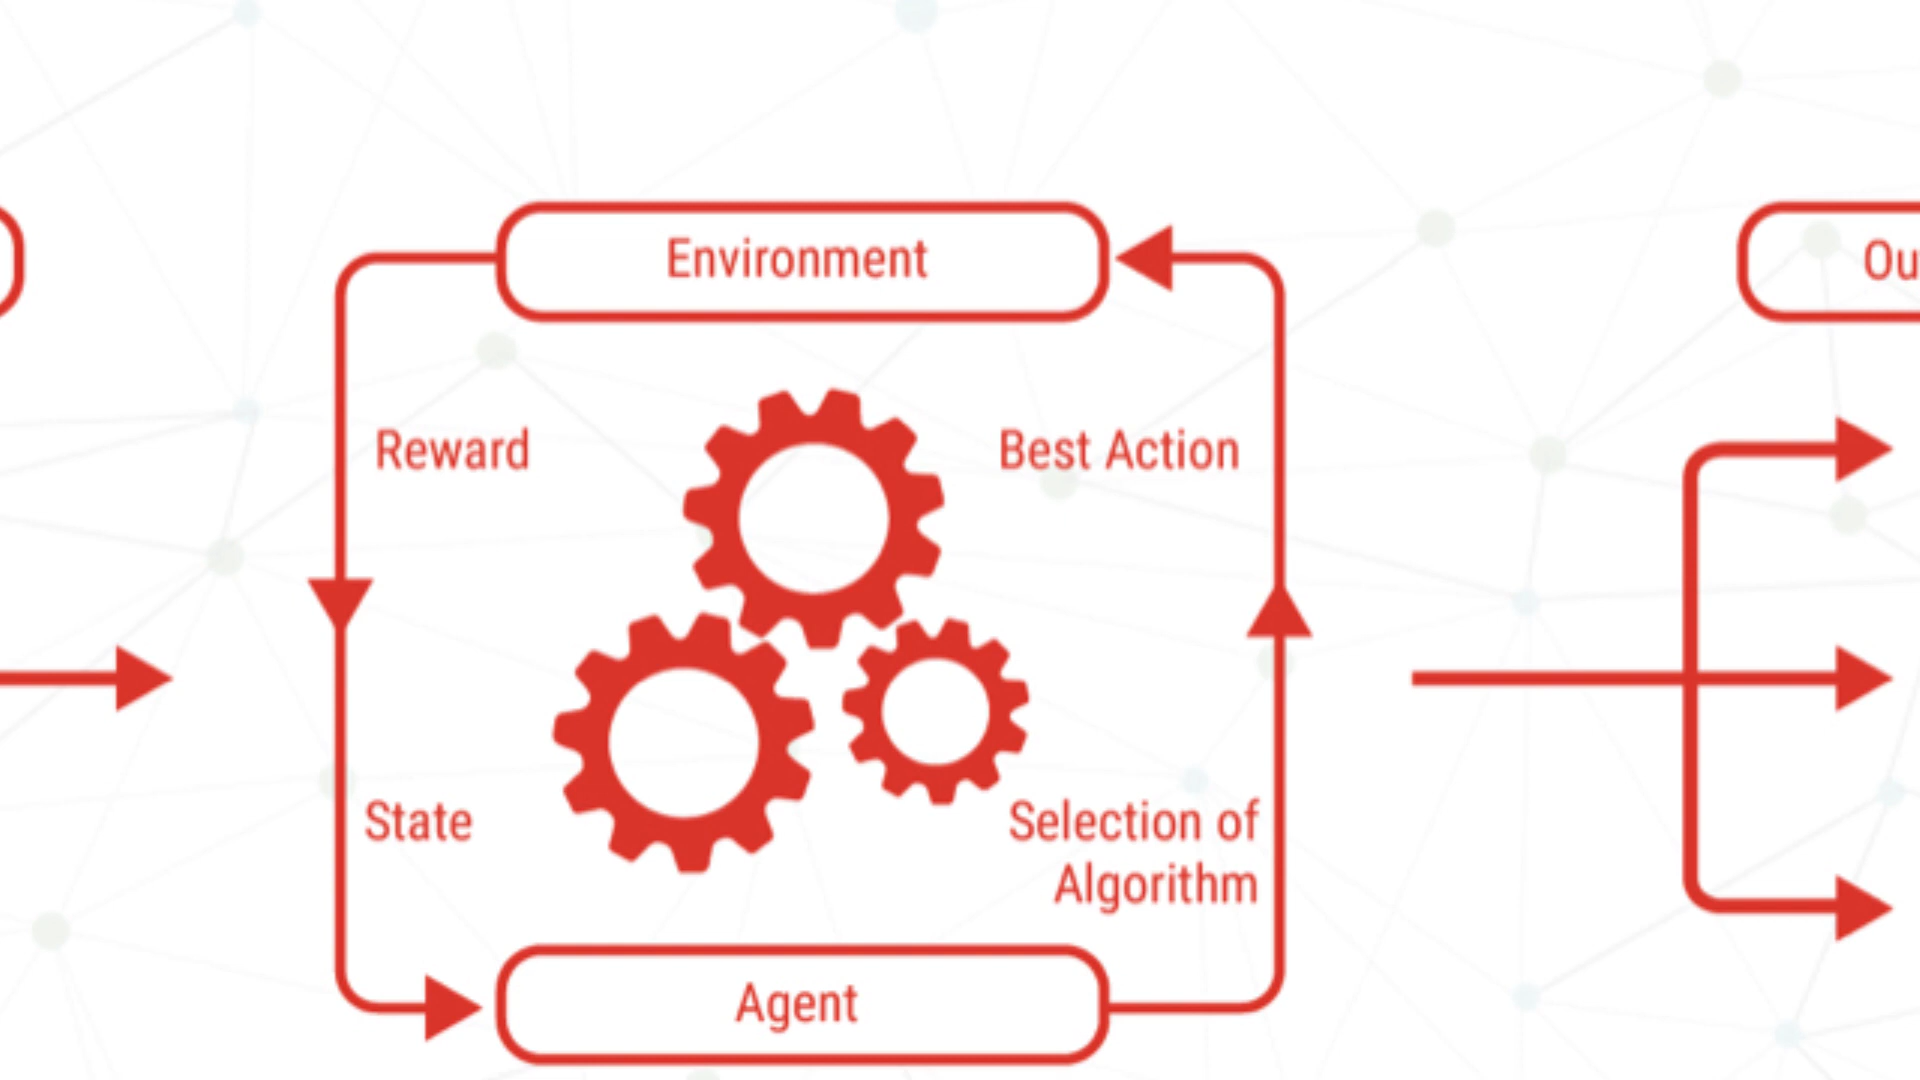 Environment
Reward
Best Action
State
Selection of
Algorithm
Agent